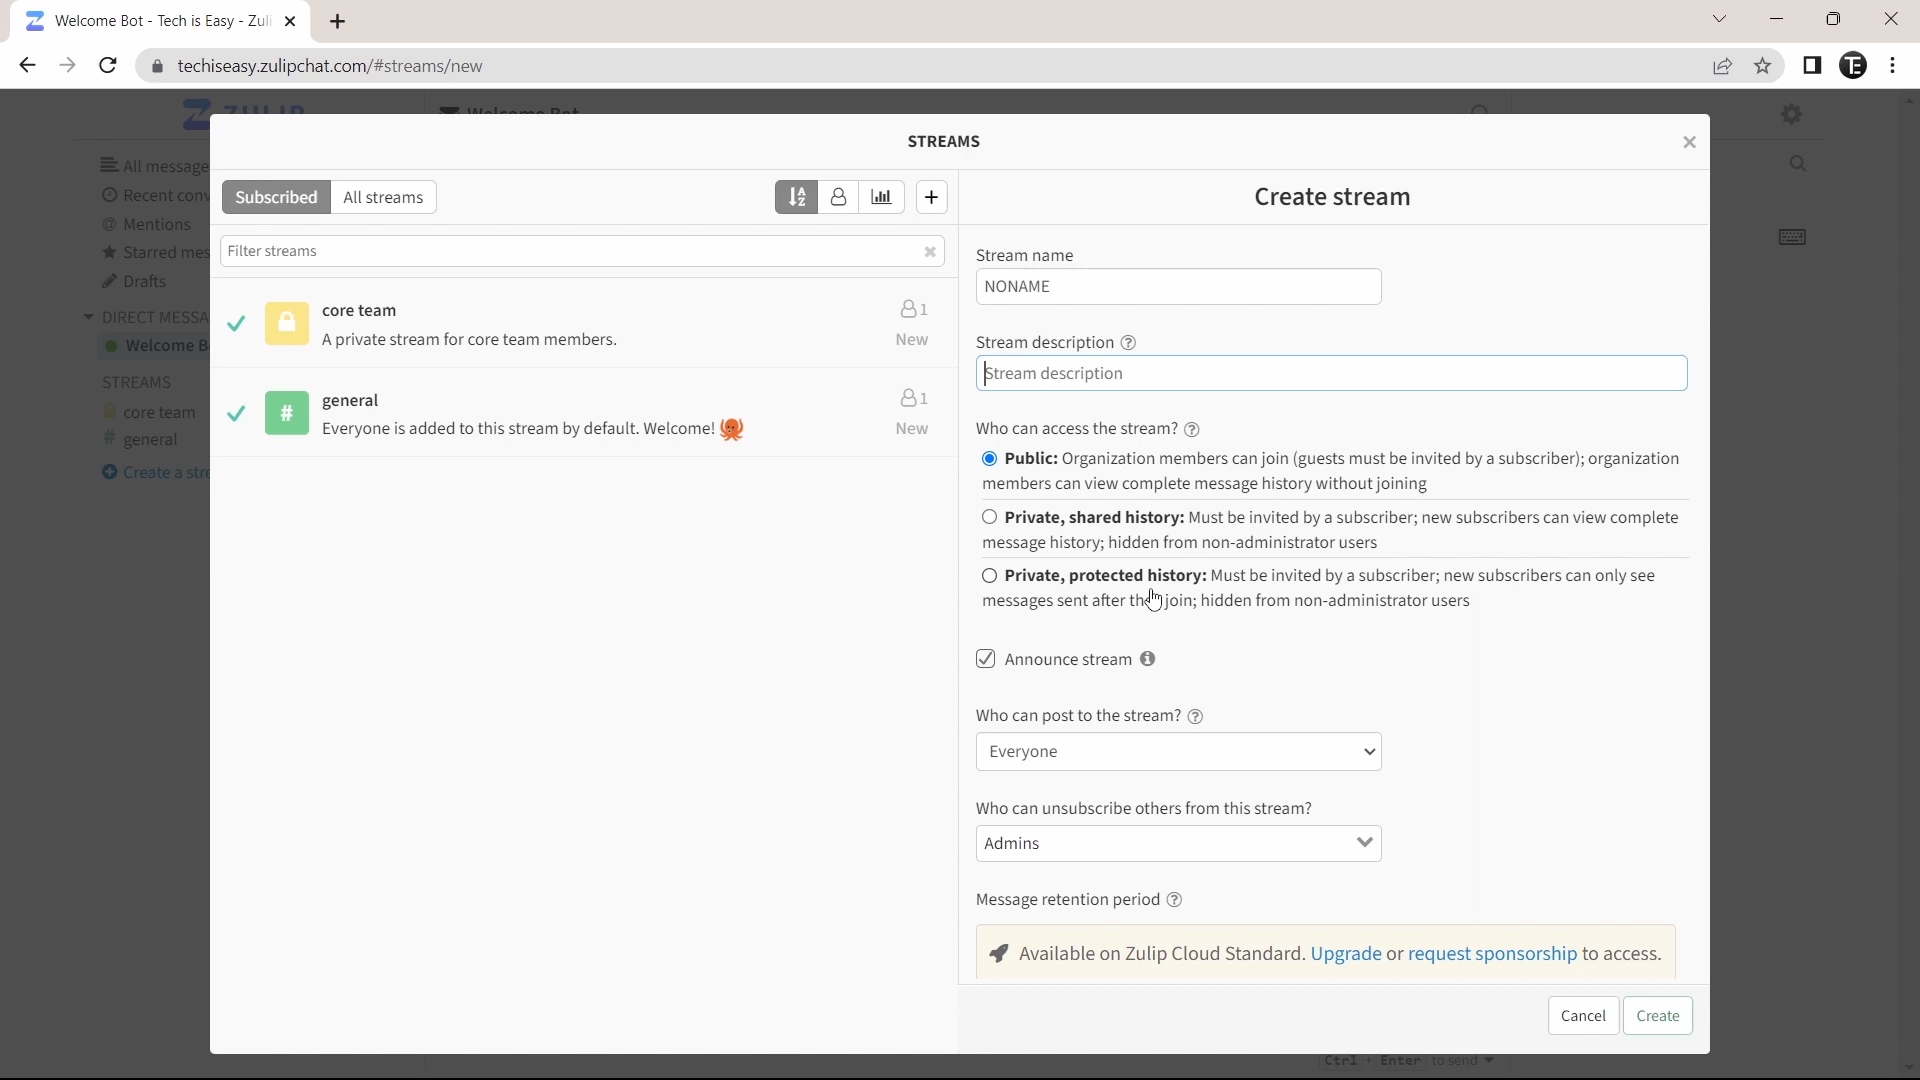 Welcome Bot - Tech is Easy - Zuli
techiseasy.zulipchat.com/#streams/new
TE
ZULIP
Welcome Bot
STREAMS
All message
Recent conv
Mentions
Starred mes
Drafts
DIRECT MESSA
Welcome B
STREAMS
core team
general
Create a stre
Subscribed
All streams
Filter streams
core team
1
A private stream for core team members.
New
general
1
Everyone is added to this stream by default. Welcome! 🐙
New
Create stream
Stream name
NONAME
Stream description
Stream description
Who can access the stream?
Public: Organization members can join (guests must be invited by a subscriber); organization
members can view complete message history without joining
Private, shared history: Must be invited by a subscriber; new subscribers can view complete
message history; hidden from non-administrator users
Private, protected history: Must be invited by a subscriber; new subscribers can only see
messages sent after th join; hidden from non-administrator users
Announce stream
Who can post to the stream?
Everyone
Who can unsubscribe others from this stream?
Admins
Message retention period
Available on Zulip Cloud Standard. Upgrade or request sponsorship to access.
Cancel
Create
Ctrl + Enter to send